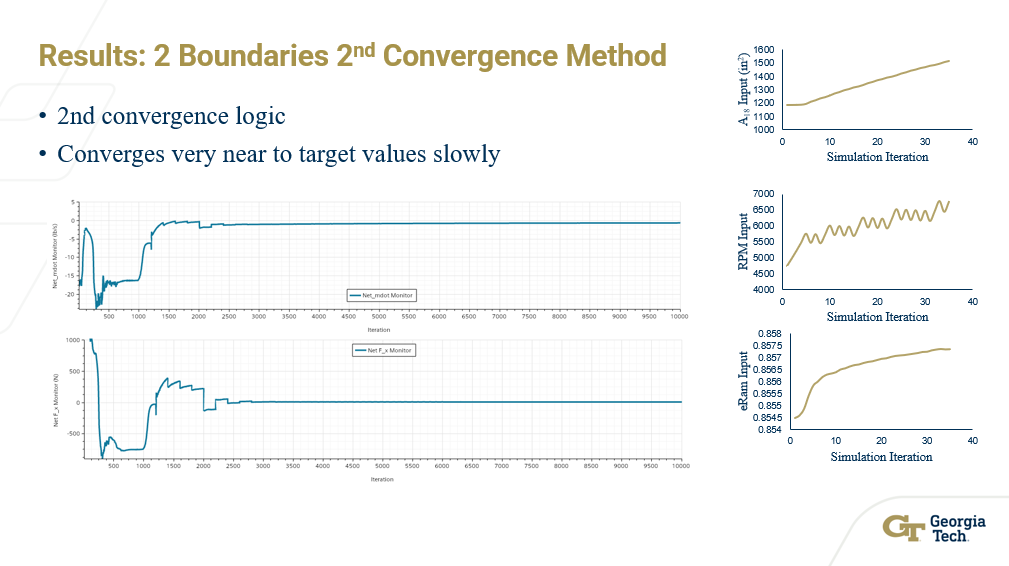 Results: 2 Boundaries 2nd Convergence Method
• 2nd convergence logic
• Converges very near to target values slowly
Net_mdot Monitor (lb/s)
5
0
-5
-10
-15
-20
Net_mdot Monitor
500 1000 1500 2000 2500 3000 3500 4000 4500 5000 5500 6000 6500 7000 7500 8000 8500 9000 9500 10000
Iteration
Net F_x Monitor (N)
1000
500
0
-500
Net F_x Monitor
500 1000 1500 2000 2500 3000 3500 4000 4500 5000 5500 6000 6500 7000 7500 8000 8500 9000 9500 10000
Iteration
A18 Input (in2)
1600
1500
1400
1300
1200
1100
1000
0 10 20 30 40
Simulation Iteration
RPM Input
7000
6500
6000
5500
5000
4500
4000
0 10 20 30 40
Simulation Iteration
eRam Input
0.858
0.8575
0.857
0.8565
0.856
0.8555
0.855
0.8545
0.854
0 10 20 30 40
Simulation Iteration
GT
Georgia
Tech